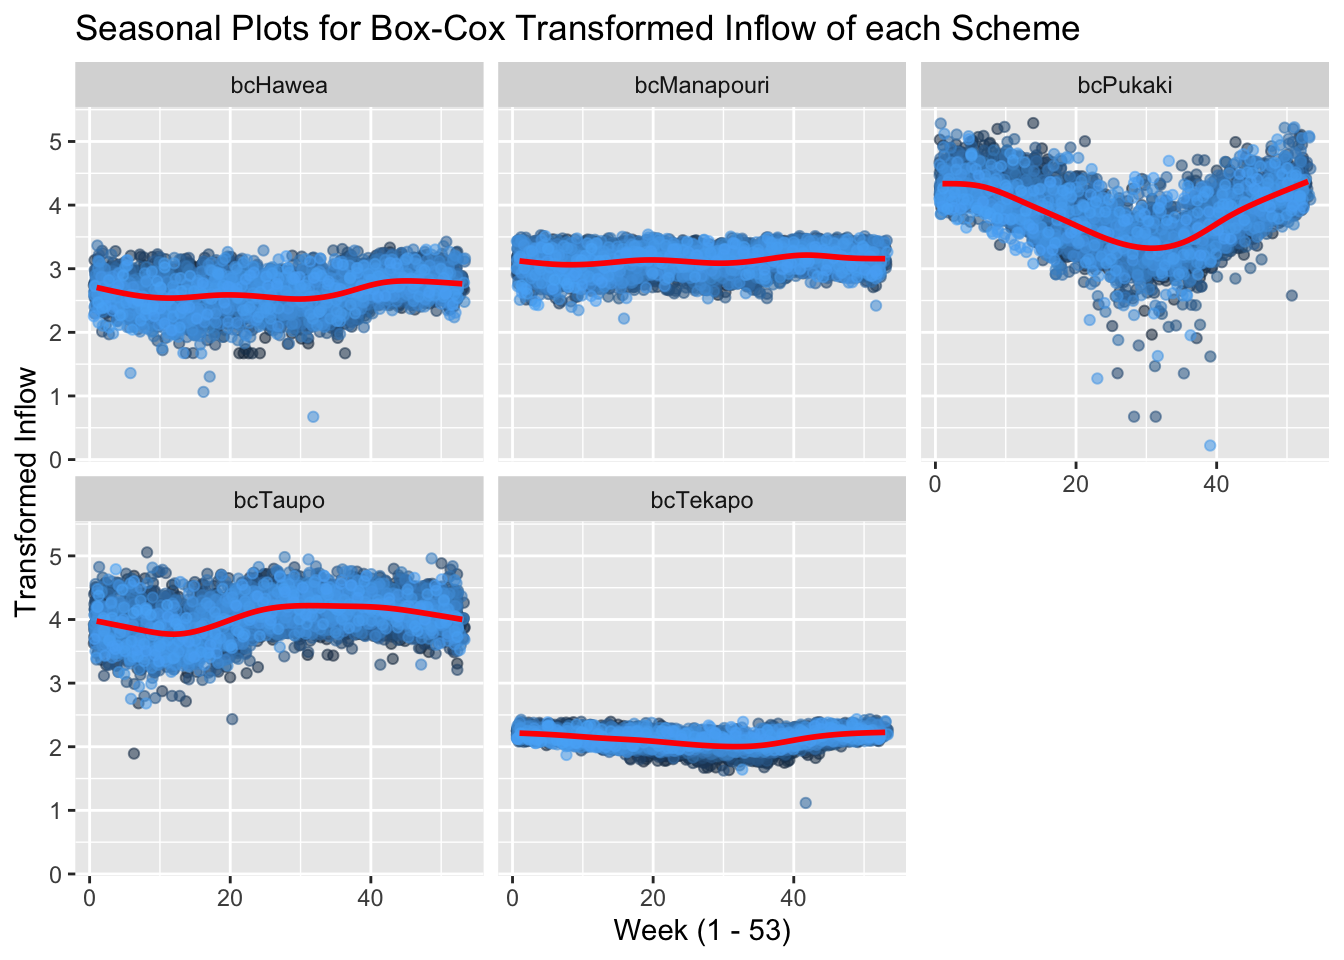 Seasonal Plots for Box-Cox Transformed Inflow of each Scheme
bcHawea
bcManapouri
bcPukaki
5
4
3
2
1
0
0 20 40
Transformed Inflow
bcTaupo
bcTekapo
5
4
3
2
1
0
0 20 40
0 20 40
Week (1 - 53)